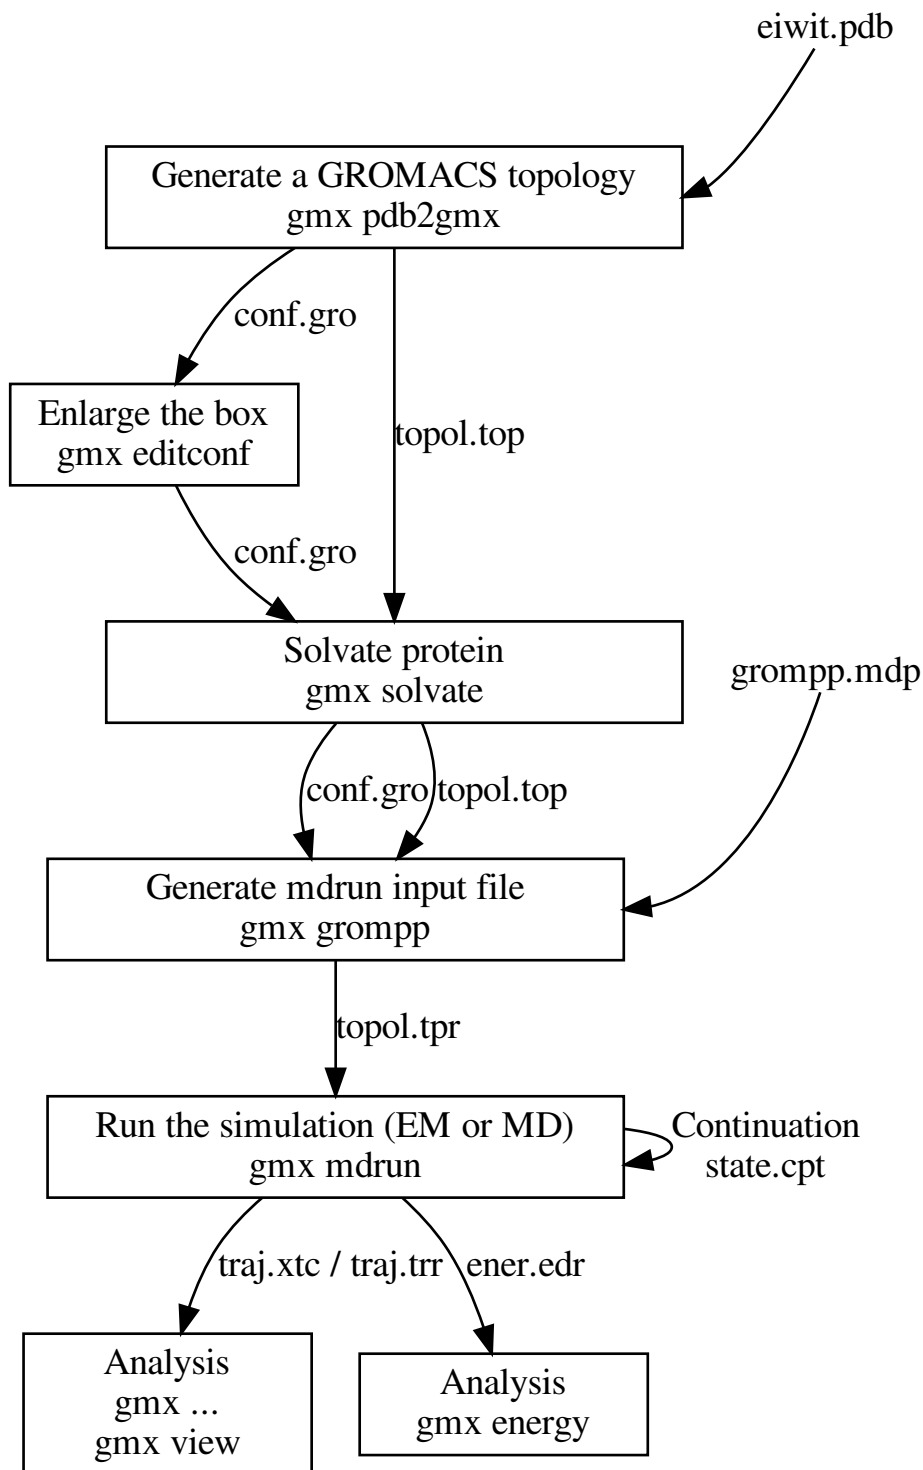 eiwit.pdb
Generate a GROMACS topology
gmx pdb2gmx
conf.gro
Enlarge the box
gmx editconf
topol.top
conf.gro
Solvate protein
gmx solvate
grompp.mdp
conf.gro
topol.top
Generate mdrun input file
gmx grompp
topol.tpr
Run the simulation (EM or MD)
gmx mdrun
Continuation
state.cpt
traj.xtc / traj.trr
ener.edr
Analysis
gmx ...
gmx view
Analysis
gmx energy